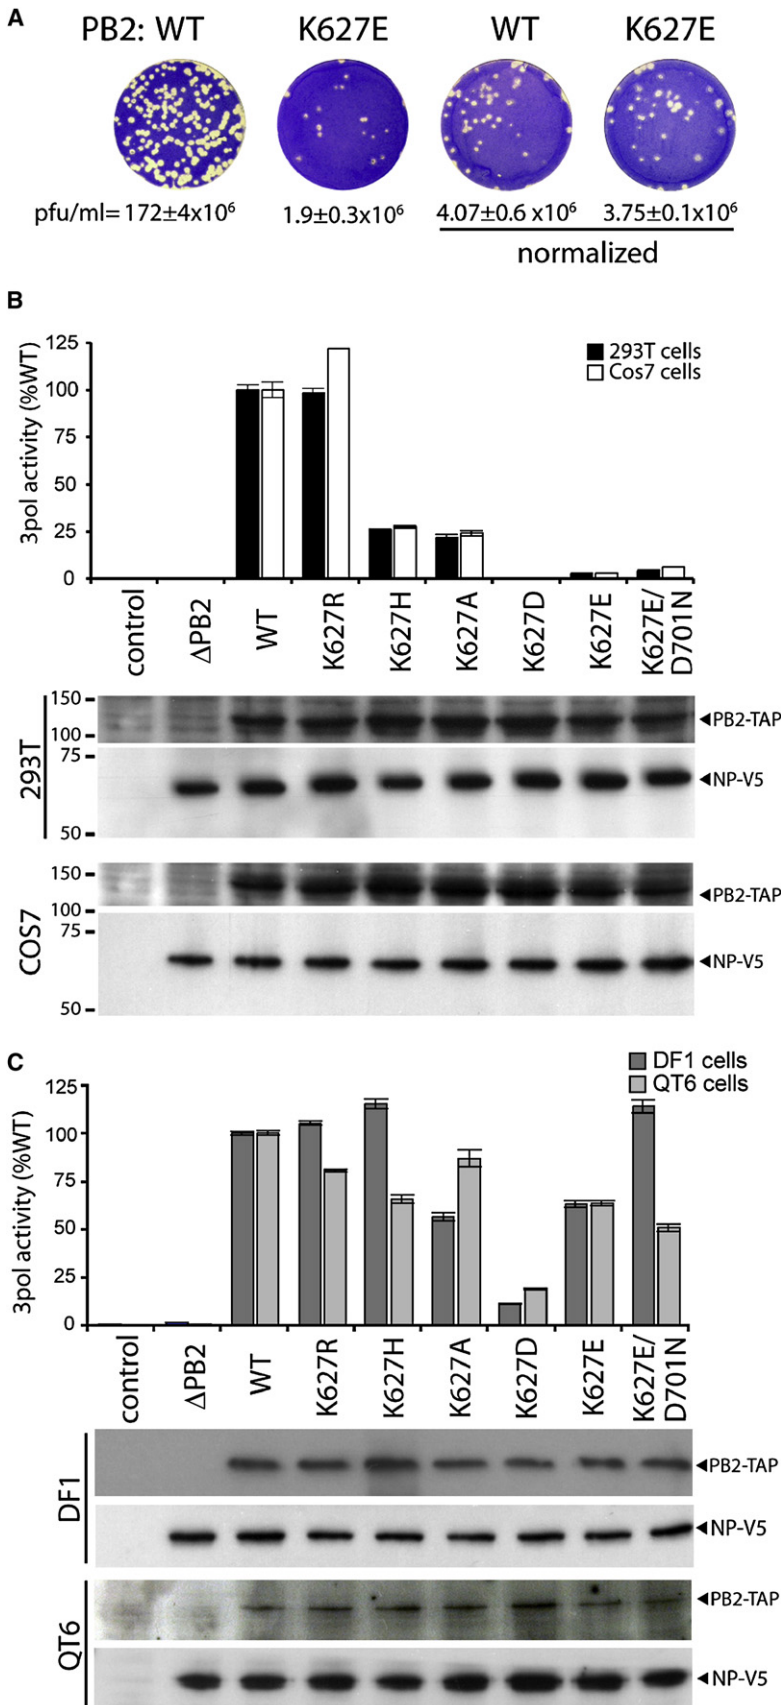 A
PB2: WT K627E WT K627E
pfu/ml= 172±4x10⁶ 1.9±0.3x10⁶ 4.07±0.6 x10⁶ 3.75±0.1x10⁶
normalized
B
3pol activity (%WT)
125
100
75
50
25
0
293T cells
Cos7 cells
control ΔPB2 WT K627R K627H K627A K627D K627E K627E/
D701N
293T
150
100
PB2-TAP
75
50
NP-V5
COS7
150
100
PB2-TAP
75
50
NP-V5
C
3pol activity (%WT)
125
100
75
50
25
0
DF1 cells
QT6 cells
control ΔPB2 WT K627R K627H K627A K627D K627E K627E/
D701N
DF1
PB2-TAP
NP-V5
QT6
PB2-TAP
NP-V5